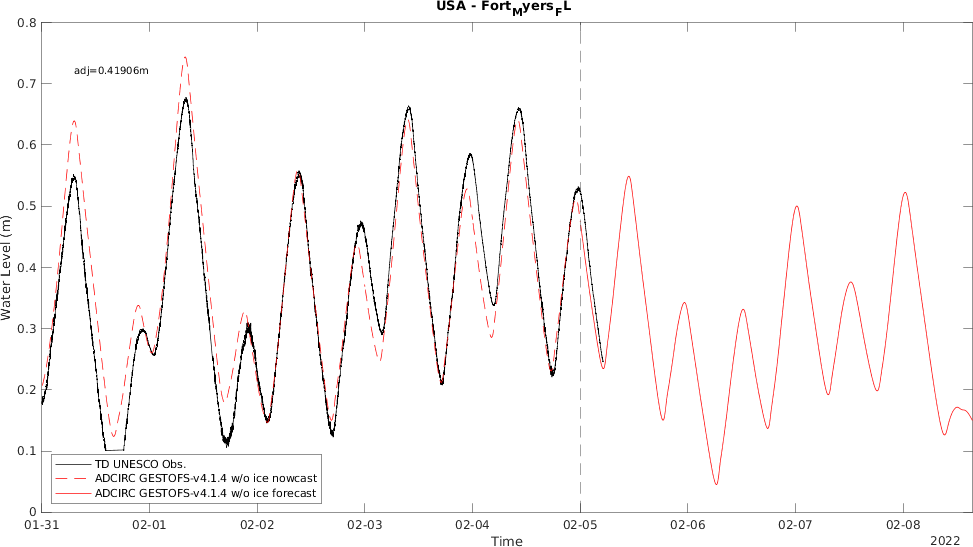 USA - Fort_Myers_FL
0.8
adj=0.41906m
0.7
0.6
0.5
0.4
0.3
0.2
0.1
0
Water Level (m)
TD UNESCO Obs.
ADCIRC GESTOFS-v4.1.4 w/o ice nowcast
ADCIRC GESTOFS-v4.1.4 w/o ice forecast
01-31 02-01 02-02 02-03 02-04 02-05 02-06 02-07 02-08
Time
2022